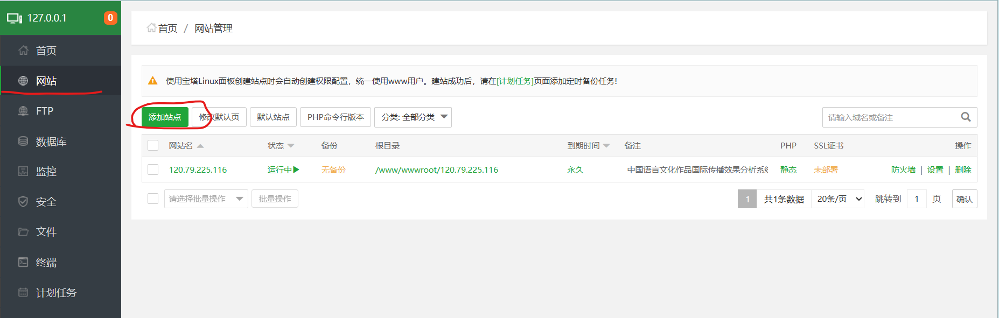 127.0.0.1 0
首页
网站
FTP
数据库
监控
安全
文件
终端
计划任务
首页 / 网站管理
使用宝塔Linux面板创建站点时会自动创建权限配置，统一使用www用户。建站成功后，请在[计划任务]页面添加定时备份任务!
添加站点 修改默认页 默认站点 PHP命令行版本 分类: 全部分类 请输入域名或备注
网站名 状态 备份 根目录 到期时间 备注 PHP SSL证书 操作
120.79.225.116 运行中 无备份 /www/wwwroot/120.79.225.116 永久 中国语言文化作品国际传播效果分析系统 静态 未部署 防火墙 | 设置 | 删除
请选择批量操作 批量操作 1 共1条数据 20条/页 跳转到 1 页 确认